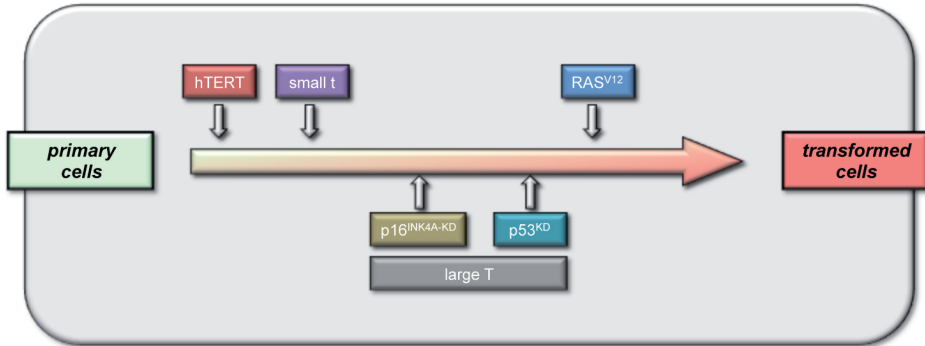 hTERT
small t
RASV12
primary
cells
transformed
cells
p16INK4A-KD
p53KD
large T